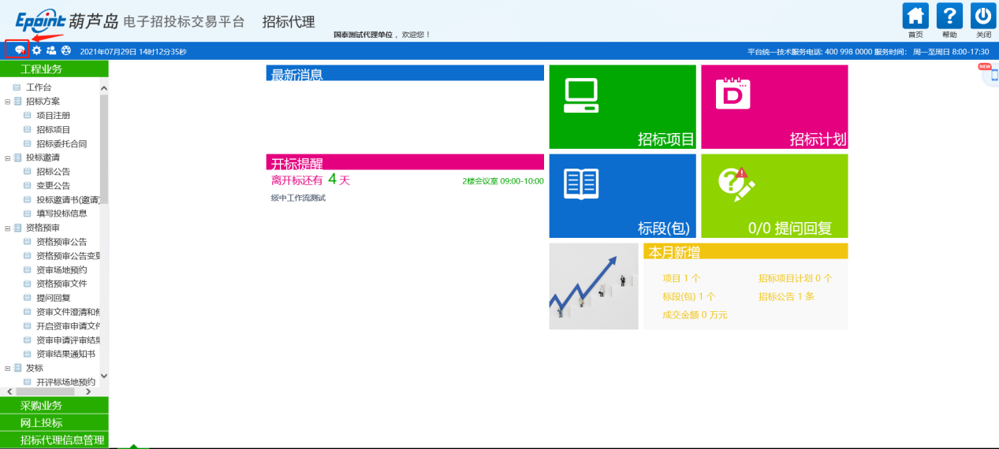 Epoint 葫芦岛 电子招投标交易平台 招标代理
国泰测试代理单位，欢迎您！
首页 帮助 关闭
2021年07月29日 14时12分35秒
平台统一技术服务电话: 400 998 0000 服务时间： 周一至周日 8:00-17:30
NEW
工程业务
工作台
招标方案
项目注册
招标项目
招标委托合同
投标邀请
招标公告
变更公告
投标邀请书(邀请)
填写投标信息
资格预审
资格预审公告
资格预审公告变更
资审场地预约
资格预审文件
提问回复
资审文件澄清和修
开启资审申请文件
资审申请评审结果
资审结果通知书
发标
开评标场地预约
采购业务
网上投标
招标代理信息管理
最新消息
开标提醒
离开标还有 4 天
2楼会议室 09:00-10:00
绥中工作流测试
招标项目
D
招标计划
标段(包)
0/0 提问回复
本月新增
项目 1 个
招标项目计划 0 个
标段(包) 1 个
招标公告 1 条
成交金额 0 万元